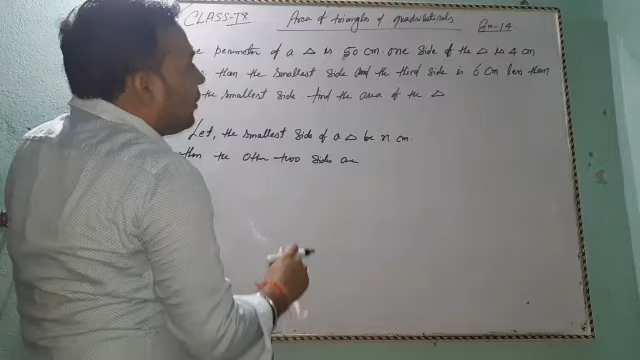 CLASS-IX Area of triangles & quadrilaterals Ex-14
e perimeter of a △ is 50 cm. one side of the △ is 4 cm
than the smallest side and the third side is 6 cm less than
the smallest side. find the area of the △
Let, the smallest side of a △ be x cm.
then the other two sides are